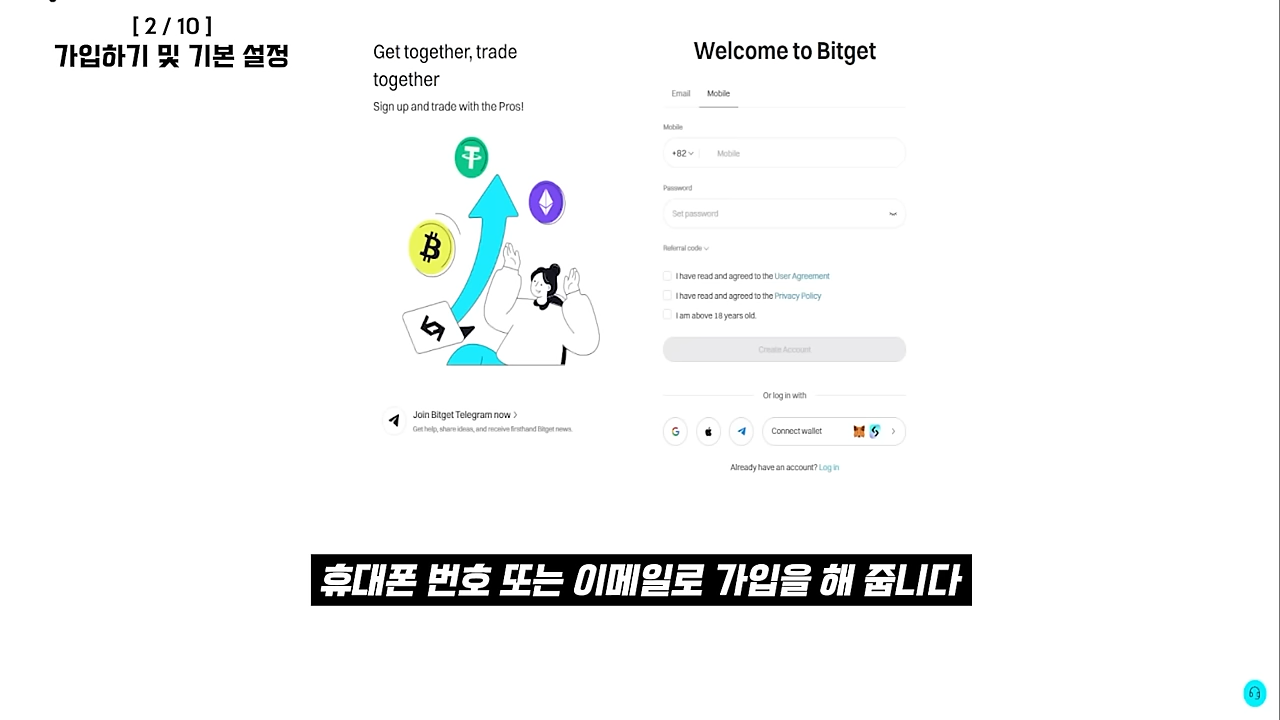 [ 2 / 10 ]
가입하기 및 기본 설정
Get together, trade
together
Sign up and trade with the Pros!
Join Bitget Telegram now >
Get help, share ideas, and receive firsthand Bitget news.
Welcome to Bitget
Email Mobile
Mobile
+82 Mobile
Password
Set password
Referral code
I have read and agreed to the User Agreement
I have read and agreed to the Privacy Policy
I am above 18 years old.
Create Account
Or log in with
Connect wallet
Already have an account? Log in
휴대폰 번호 또는 이메일로 가입을 해 줍니다